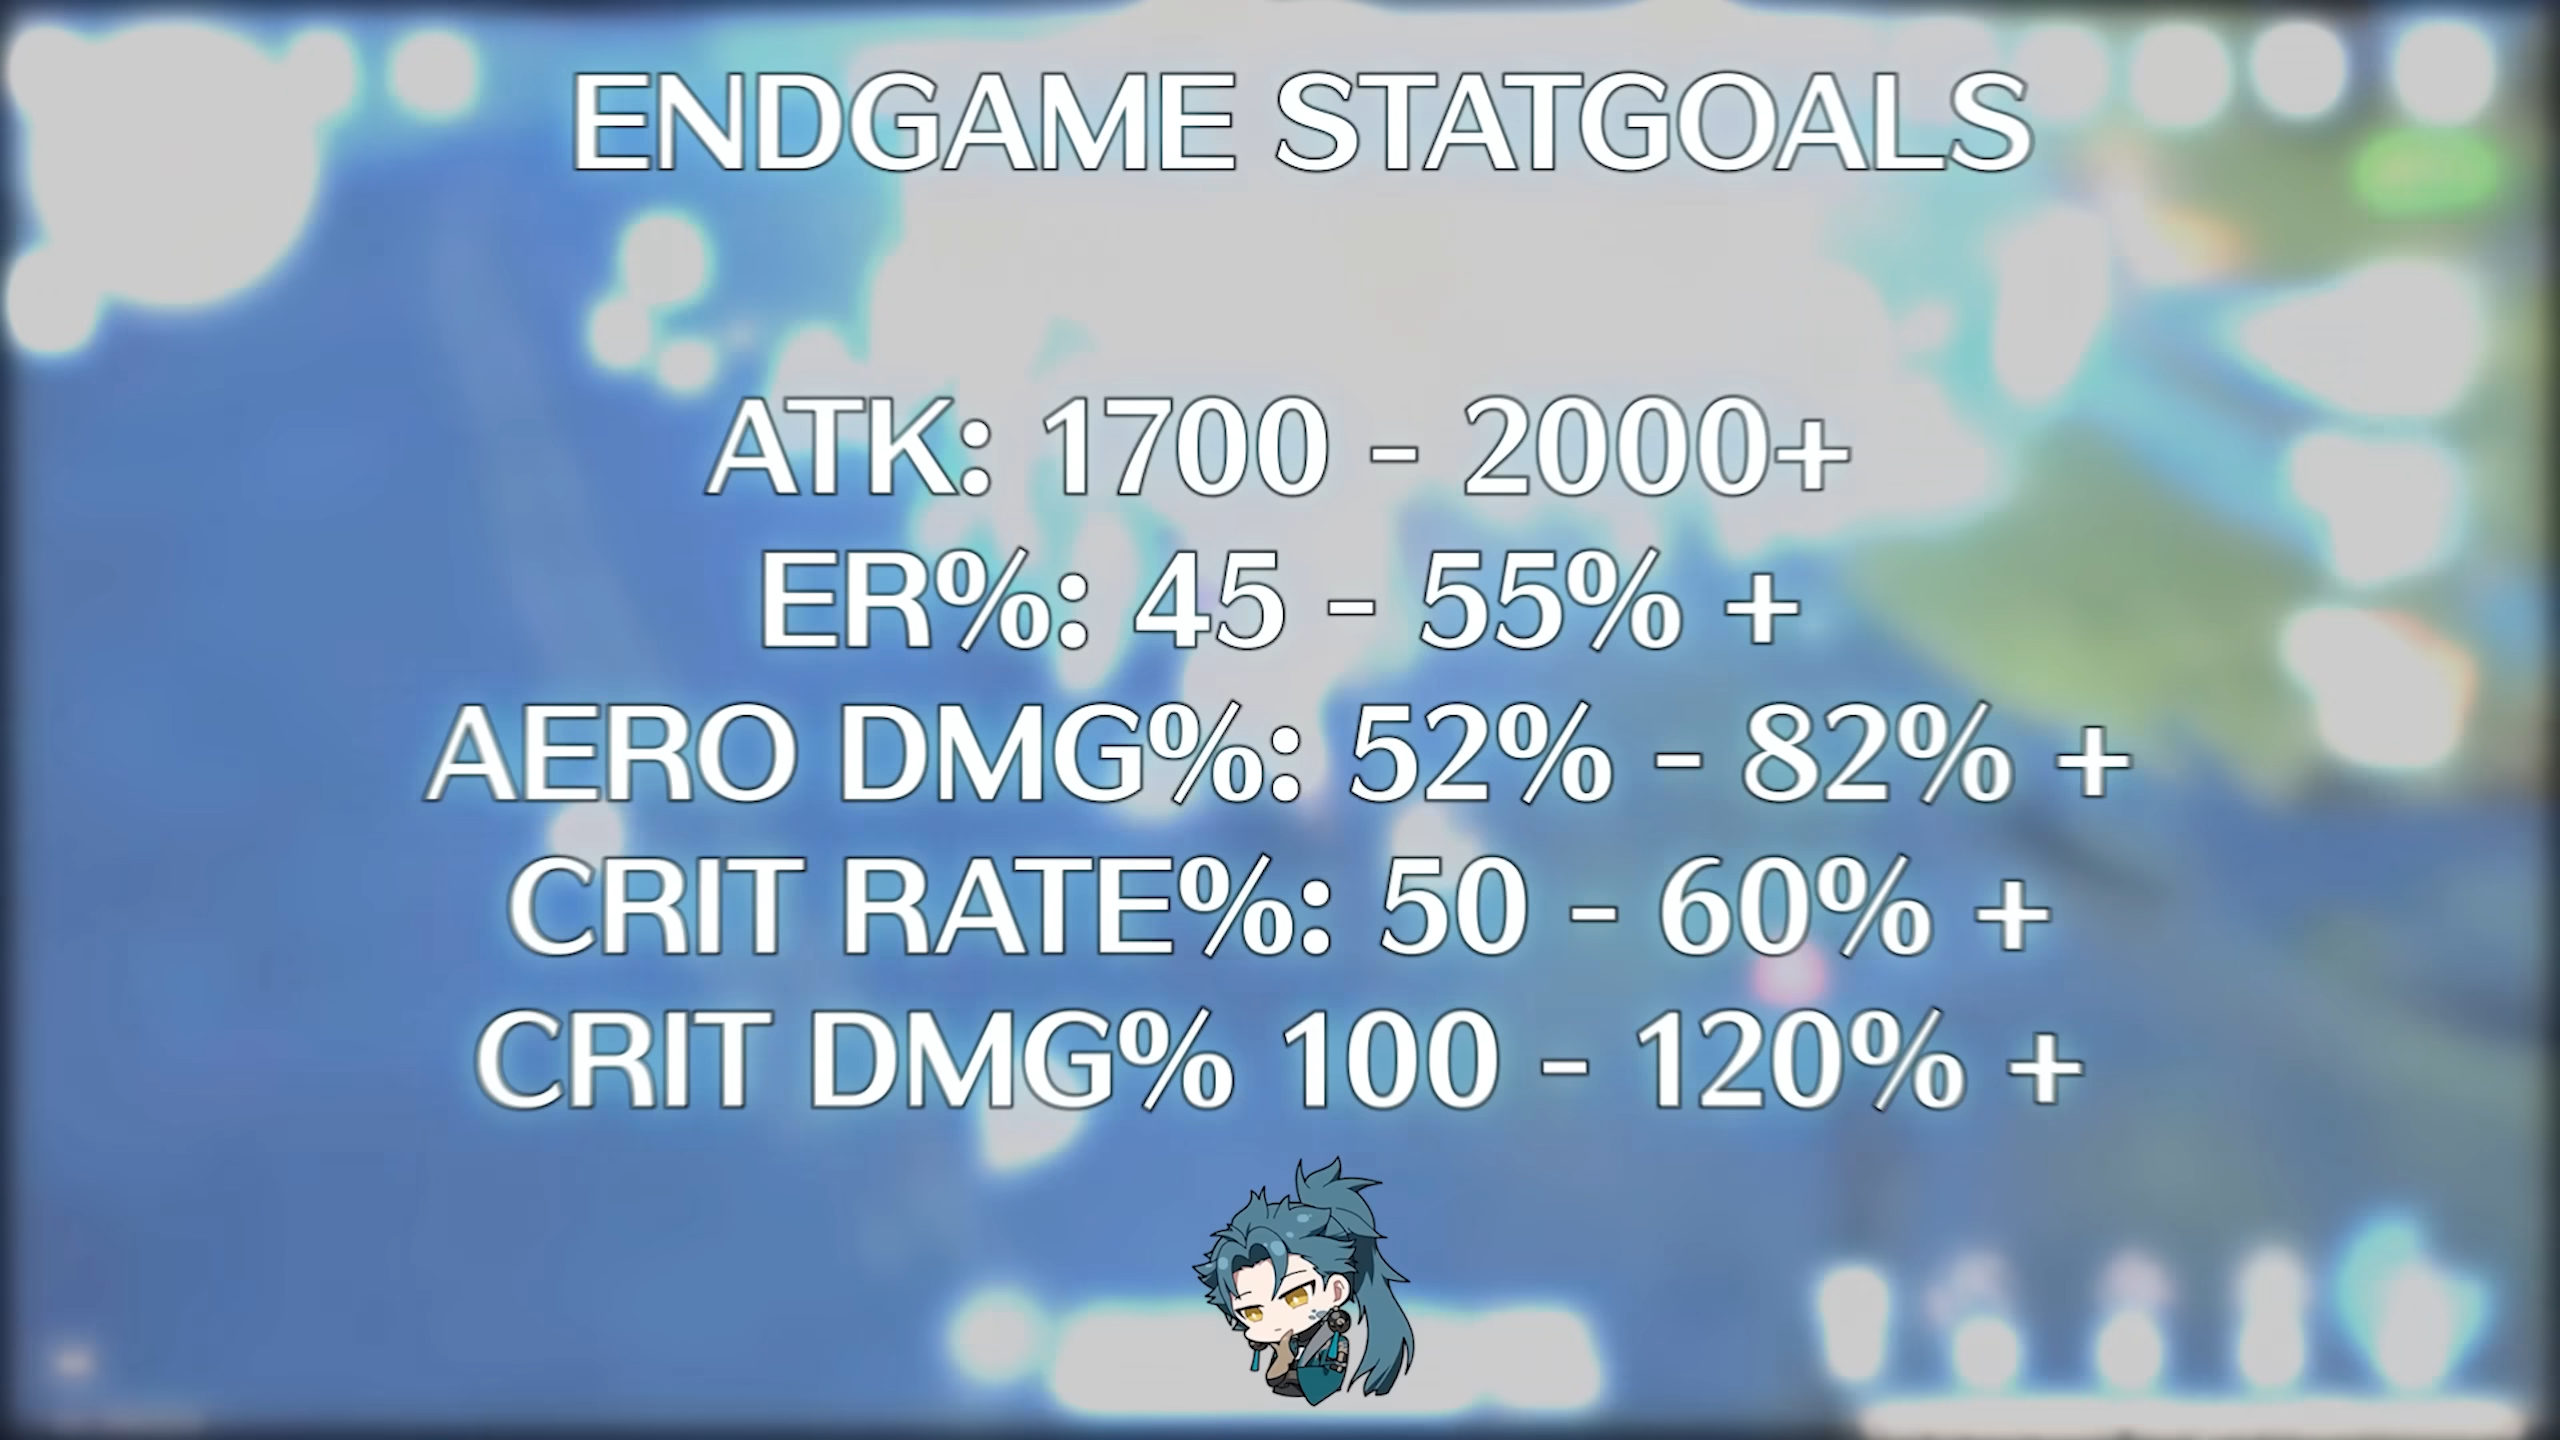 ENDGAME STATGOALS
ATK: 1700 - 2000+
ER%: 45 - 55% +
AERO DMG%: 52% - 82% +
CRIT RATE%: 50 - 60% +
CRIT DMG% 100 - 120% +